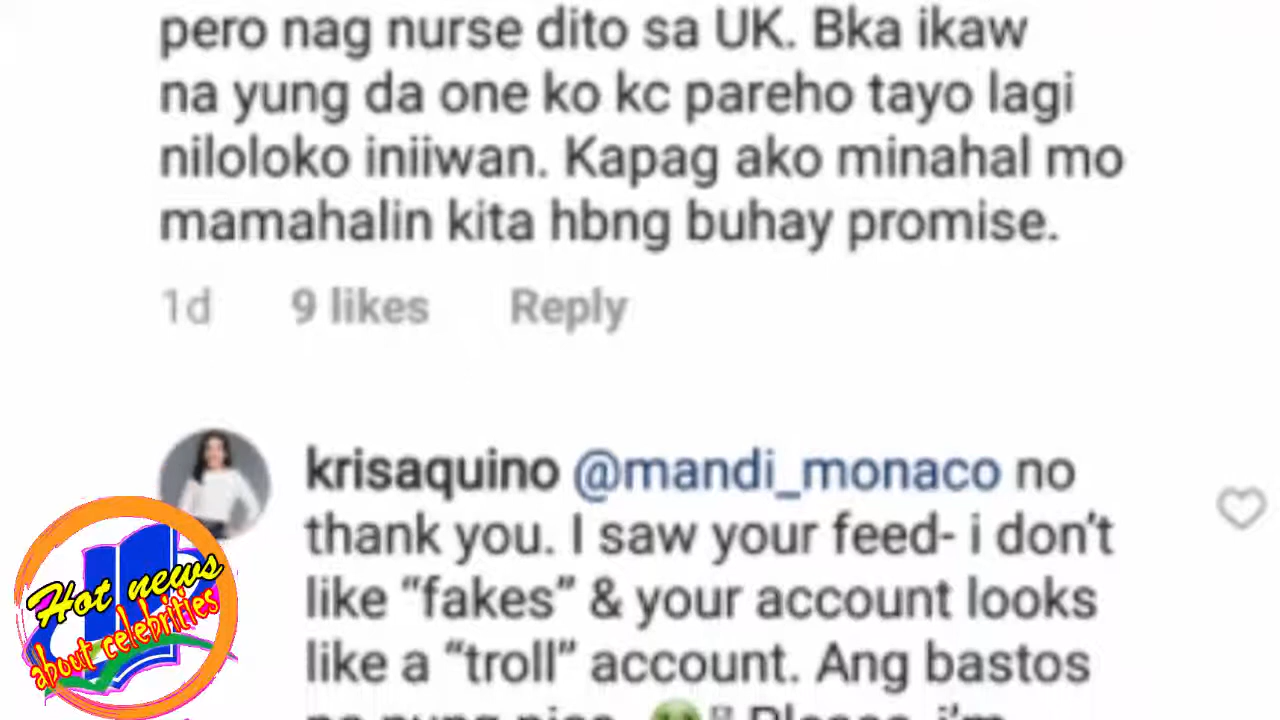 pero nag nurse dito sa UK. Bka ikaw
na yung da one ko kc pareho tayo lagi
niloloko iniiwan. Kapag ako minahal mo
mamahalin kita hbng buhay promise.
1d 9 likes Reply
krisaquino @mandi_monaco no
thank you. I saw your feed- i don't
like “fakes” & your account looks
like a “troll” account. Ang bastos
Please, i'm
Hot news
about celebrities